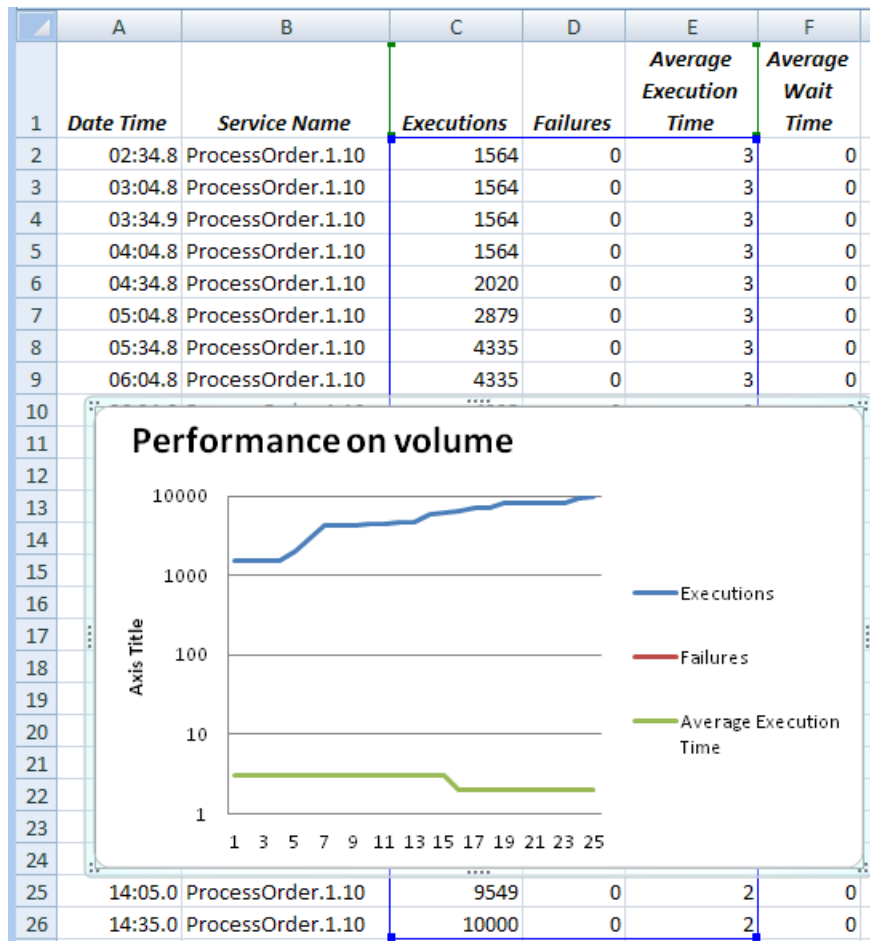 A B C D E F
1 Date Time Service Name Executions Failures Average Execution Time Average Wait Time
2 02:34.8 ProcessOrder.1.10 1564 0 3 0
3 03:04.8 ProcessOrder.1.10 1564 0 3 0
4 03:34.9 ProcessOrder.1.10 1564 0 3 0
5 04:04.8 ProcessOrder.1.10 1564 0 3 0
6 04:34.8 ProcessOrder.1.10 2020 0 3 0
7 05:04.8 ProcessOrder.1.10 2879 0 3 0
8 05:34.8 ProcessOrder.1.10 4335 0 3 0
9 06:04.8 ProcessOrder.1.10 4335 0 3 0
10
11
12
13
14
15
16
17
18
19
20
21
22
23
24
Performance on volume
10000
1000
100
10
1
Axis Title
1 3 5 7 9 11 13 15 17 19 21 23 25
Executions
Failures
Average Execution
Time
25 14:05.0 ProcessOrder.1.10 9549 0 2 0
26 14:35.0 ProcessOrder.1.10 10000 0 2 0